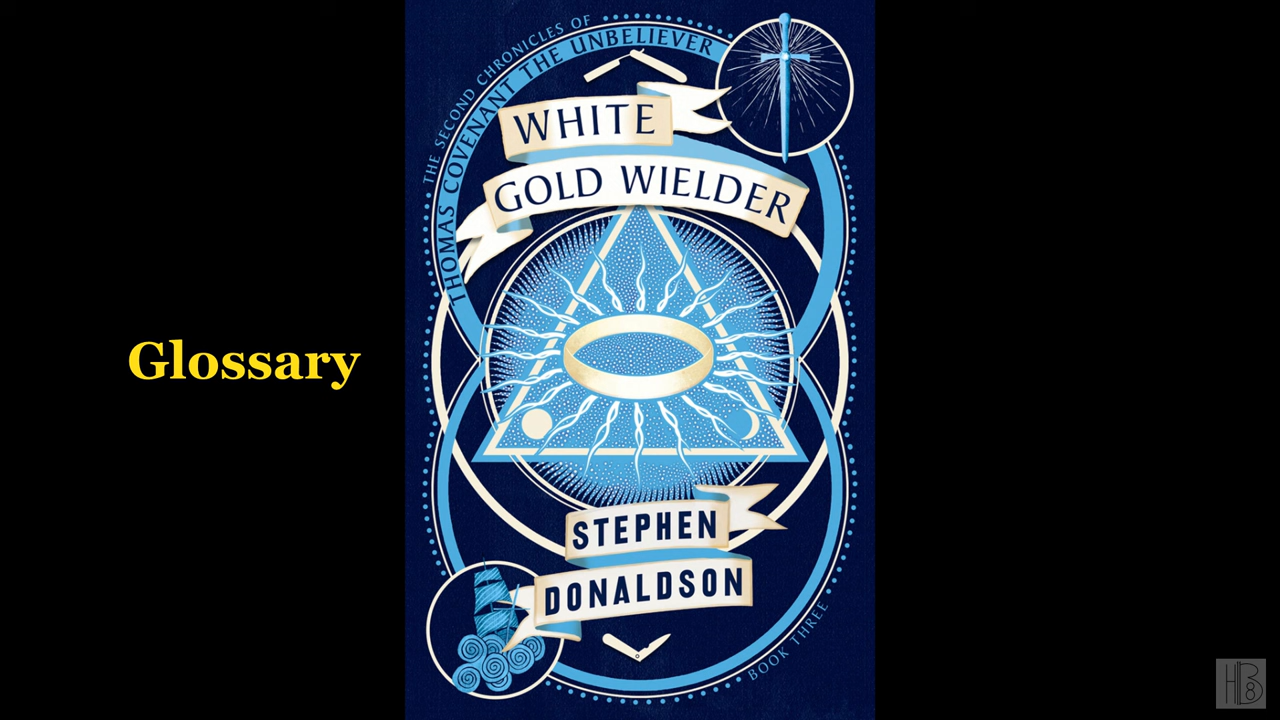 THE SECOND CHRONICLES OF
THOMAS COVENANT THE UNBELIEVER
WHITE
GOLD WIELDER
Glossary
STEPHEN
DONALDSON
BOOK THREE